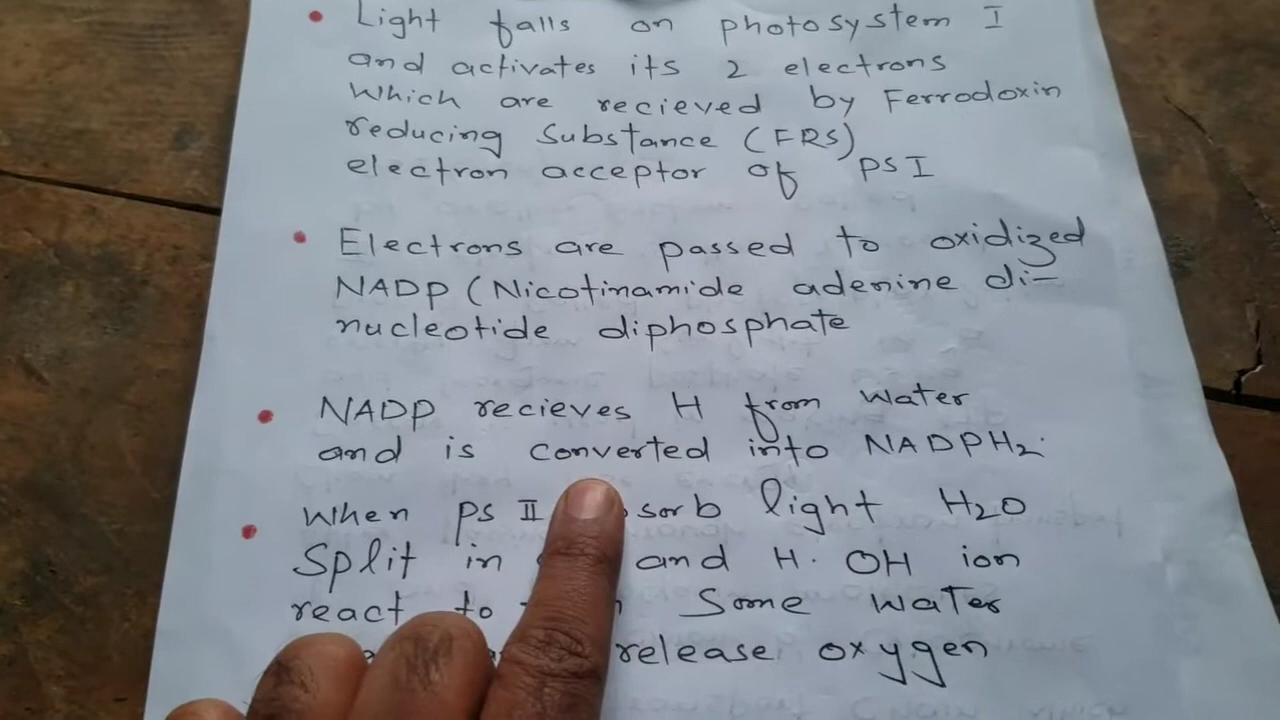 Light falls on photosystem I
and activates its 2 electrons
Which are recieved by Ferrodoxin
reducing Substance (FRS)
electron acceptor of PSI
Electrons are passed to oxidized
NADP (Nicotinamide adenine di-
nucleotide diphosphate
NADP recieves H from Water
and is converted into NADPH2.
When PS II light H2O
Split in and H. OH ion
react to Some Water
release oxygen